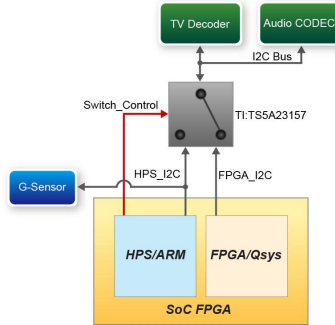 TV Decoder
Audio CODEC
I2C Bus
Switch_Control
TI:TS5A23157
HPS_I2C
FPGA_I2C
G-Sensor
HPS/ARM
FPGA/Qsys
SoC FPGA